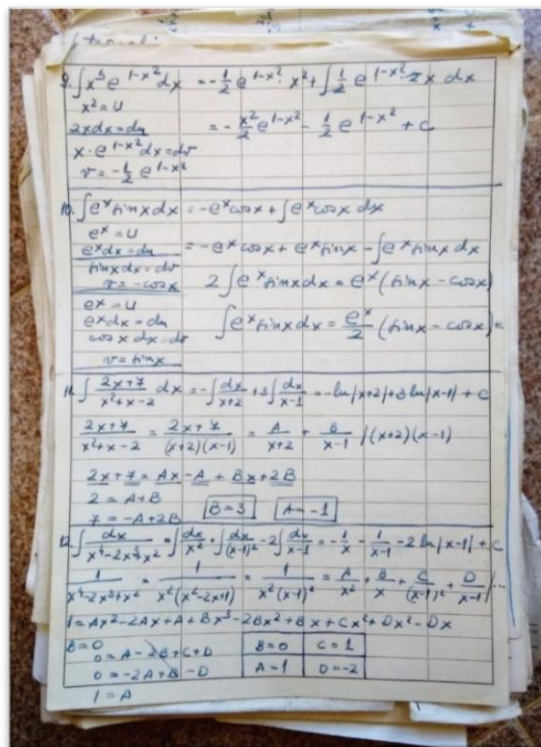 9. ∫x³e^(1-x²)dx = -1/2 e^(1-x²)·x² + ∫1/2 e^(1-x²)·2x dx
x² = u
2xdx = du = -x²/2 e^(1-x²) - 1/2 e^(1-x²) + C
x·e^(1-x²)dx = dv
v = -1/2 e^(1-x²)
10. ∫e^x sinx dx = -e^x cosx + ∫e^x cosx dx
e^x = u
e^x dx = du = -e^x cosx + e^x sinx - ∫e^x sinx dx
sinx dx = dv
v = -cosx 2∫e^x sinx dx = e^x (sinx - cosx)
e^x = u
e^x dx = du ∫e^x sinx dx = e^x/2 (sinx - cosx)
cosx dx = dv
v = sinx
11. ∫(2x+7)/(x²+x-2) dx = -∫dx/(x+2) + 3∫dx/(x-1) = -ln|x+2| + 3ln|x-1| + C
(2x+7)/(x²+x-2) = (2x+7)/((x+2)(x-1)) = A/(x+2) + B/(x-1) /(x+2)(x-1)
2x+7 = Ax - A + Bx + 2B
2 = A+B
7 = -A+2B B=3 A=-1
12. ∫dx/(x⁴-2x³+x²) = ∫dx/x² + ∫dx/(x-1)² - 2∫dx/(x-1) = -1/x - 1/(x-1) - 2ln|x-1| + C
1/(x⁴-2x³+x²) = 1/(x²(x²-2x+1)) = 1/(x²(x-1)²) = A/x² + B/x + C/(x-1)² + D/(x-1) /...
1 = Ax² - 2Ax + A + Bx³ - 2Bx² + Bx + Cx² + Dx² - Dx
B=0
0 = A - 2B + C + D B=0 C=1
0 = -2A + B - D A=1 D=-2
1 = A